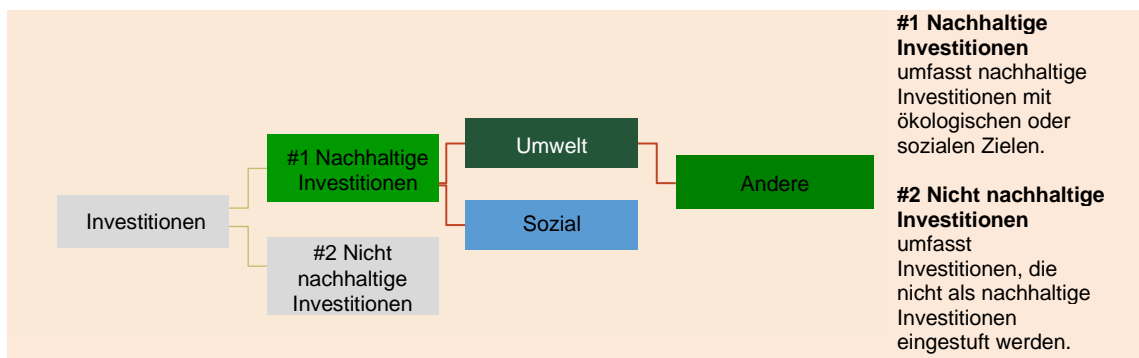 Investitionen
#1 Nachhaltige
Investitionen
#2 Nicht
nachhaltige
Investitionen
Umwelt
Sozial
Andere
#1 Nachhaltige
Investitionen
umfasst nachhaltige
Investitionen mit
ökologischen oder
sozialen Zielen.
#2 Nicht nachhaltige
Investitionen
umfasst
Investitionen, die
nicht als nachhaltige
Investitionen
eingestuft werden.